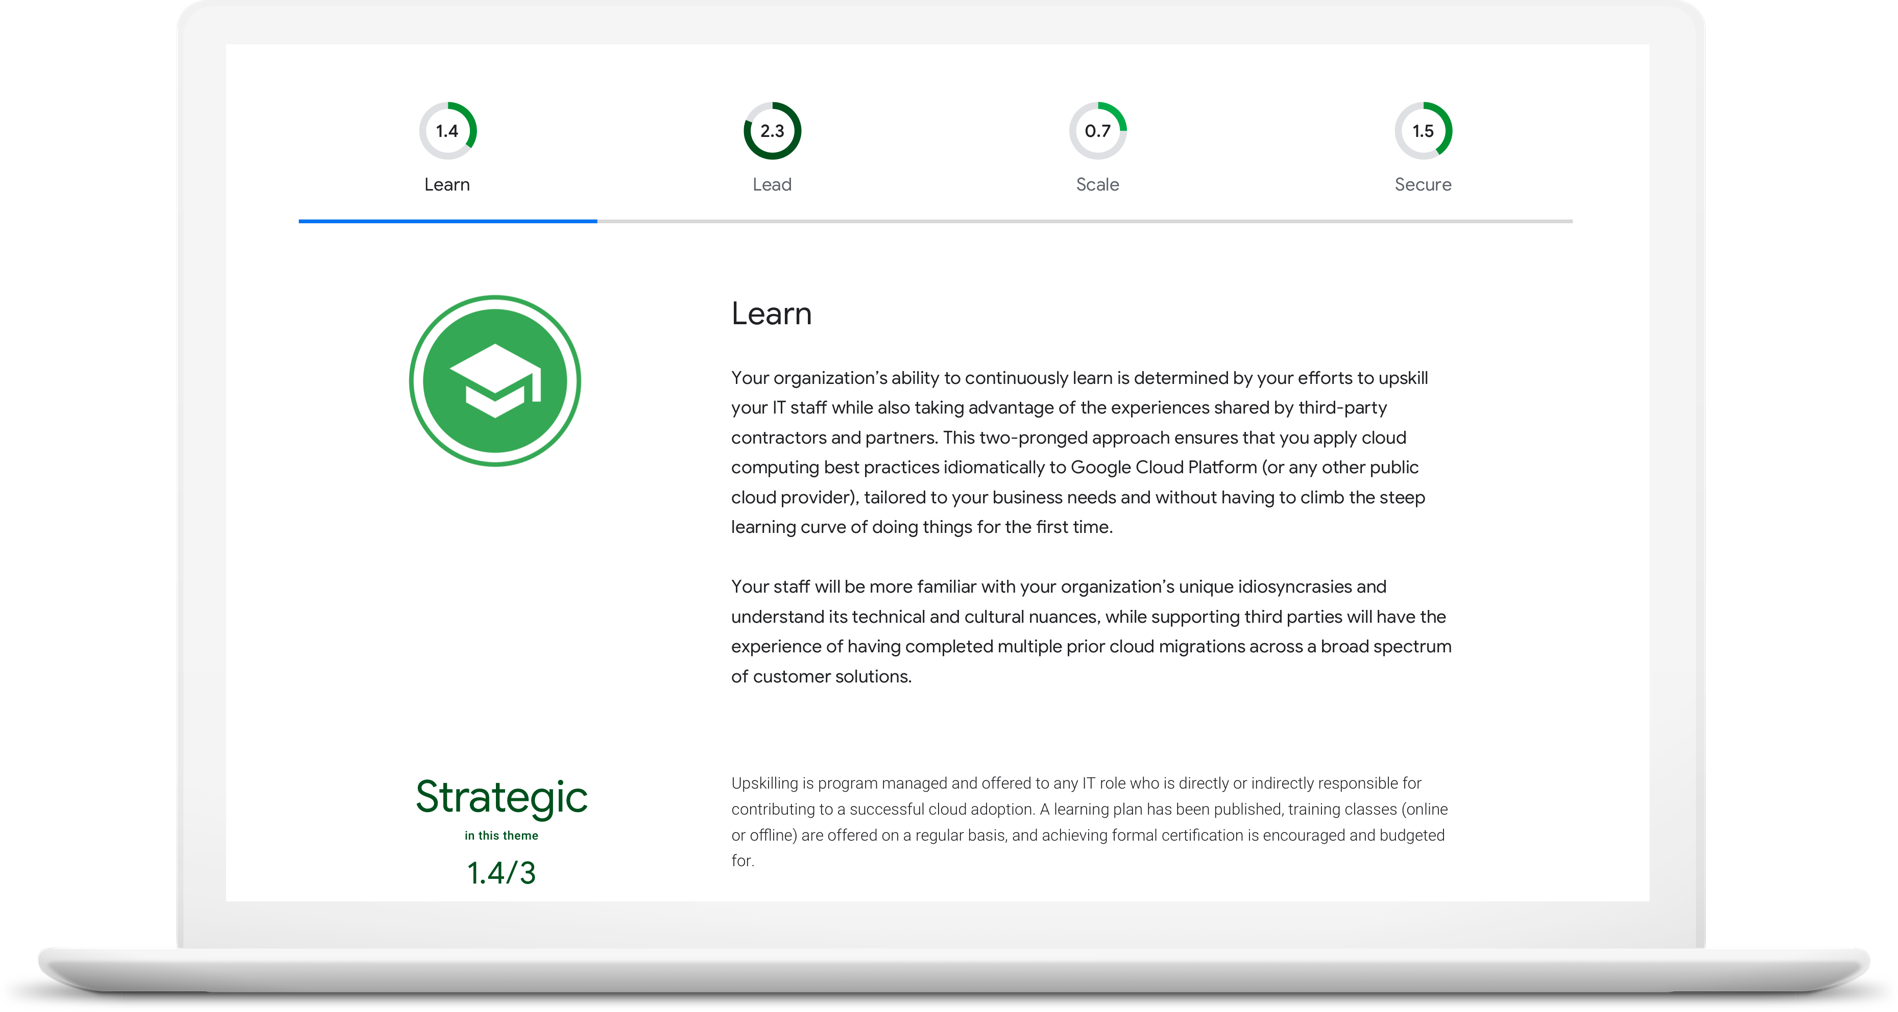 1.4
2.3
0.7
1.5
Learn
Lead
Scale
Secure
Learn
Your organization’s ability to continuously learn is determined by your efforts to upskill
your IT staff while also taking advantage of the experiences shared by third-party
contractors and partners. This two-pronged approach ensures that you apply cloud
computing best practices idiomatically to Google Cloud Platform (or any other public
cloud provider), tailored to your business needs and without having to climb the steep
learning curve of doing things for the first time.
Your staff will be more familiar with your organization’s unique idiosyncrasies and
understand its technical and cultural nuances, while supporting third parties will have the
experience of having completed multiple prior cloud migrations across a broad spectrum
of customer solutions.
Strategic
in this theme
1.4/3
Upskilling is program managed and offered to any IT role who is directly or indirectly responsible for
contributing to a successful cloud adoption. A learning plan has been published, training classes (online
or offline) are offered on a regular basis, and achieving formal certification is encouraged and budgeted
for.